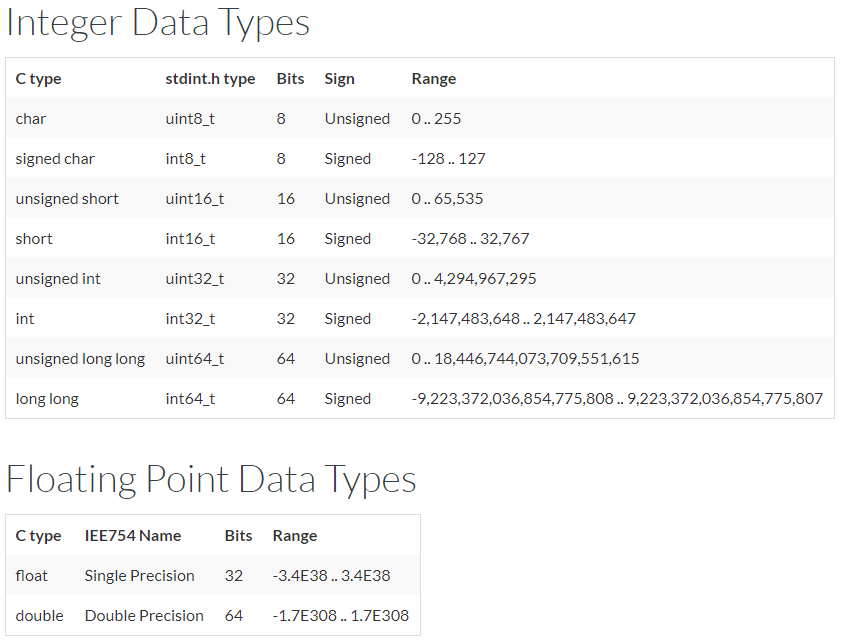 Integer Data Types
C type stdint.h type Bits Sign Range
char uint8_t 8 Unsigned 0 .. 255
signed char int8_t 8 Signed -128 .. 127
unsigned short uint16_t 16 Unsigned 0 .. 65,535
short int16_t 16 Signed -32,768 .. 32,767
unsigned int uint32_t 32 Unsigned 0 .. 4,294,967,295
int int32_t 32 Signed -2,147,483,648 .. 2,147,483,647
unsigned long long uint64_t 64 Unsigned 0 .. 18,446,744,073,709,551,615
long long int64_t 64 Signed -9,223,372,036,854,775,808 .. 9,223,372,036,854,775,807
Floating Point Data Types
C type IEE754 Name Bits Range
float Single Precision 32 -3.4E38 .. 3.4E38
double Double Precision 64 -1.7E308 .. 1.7E308